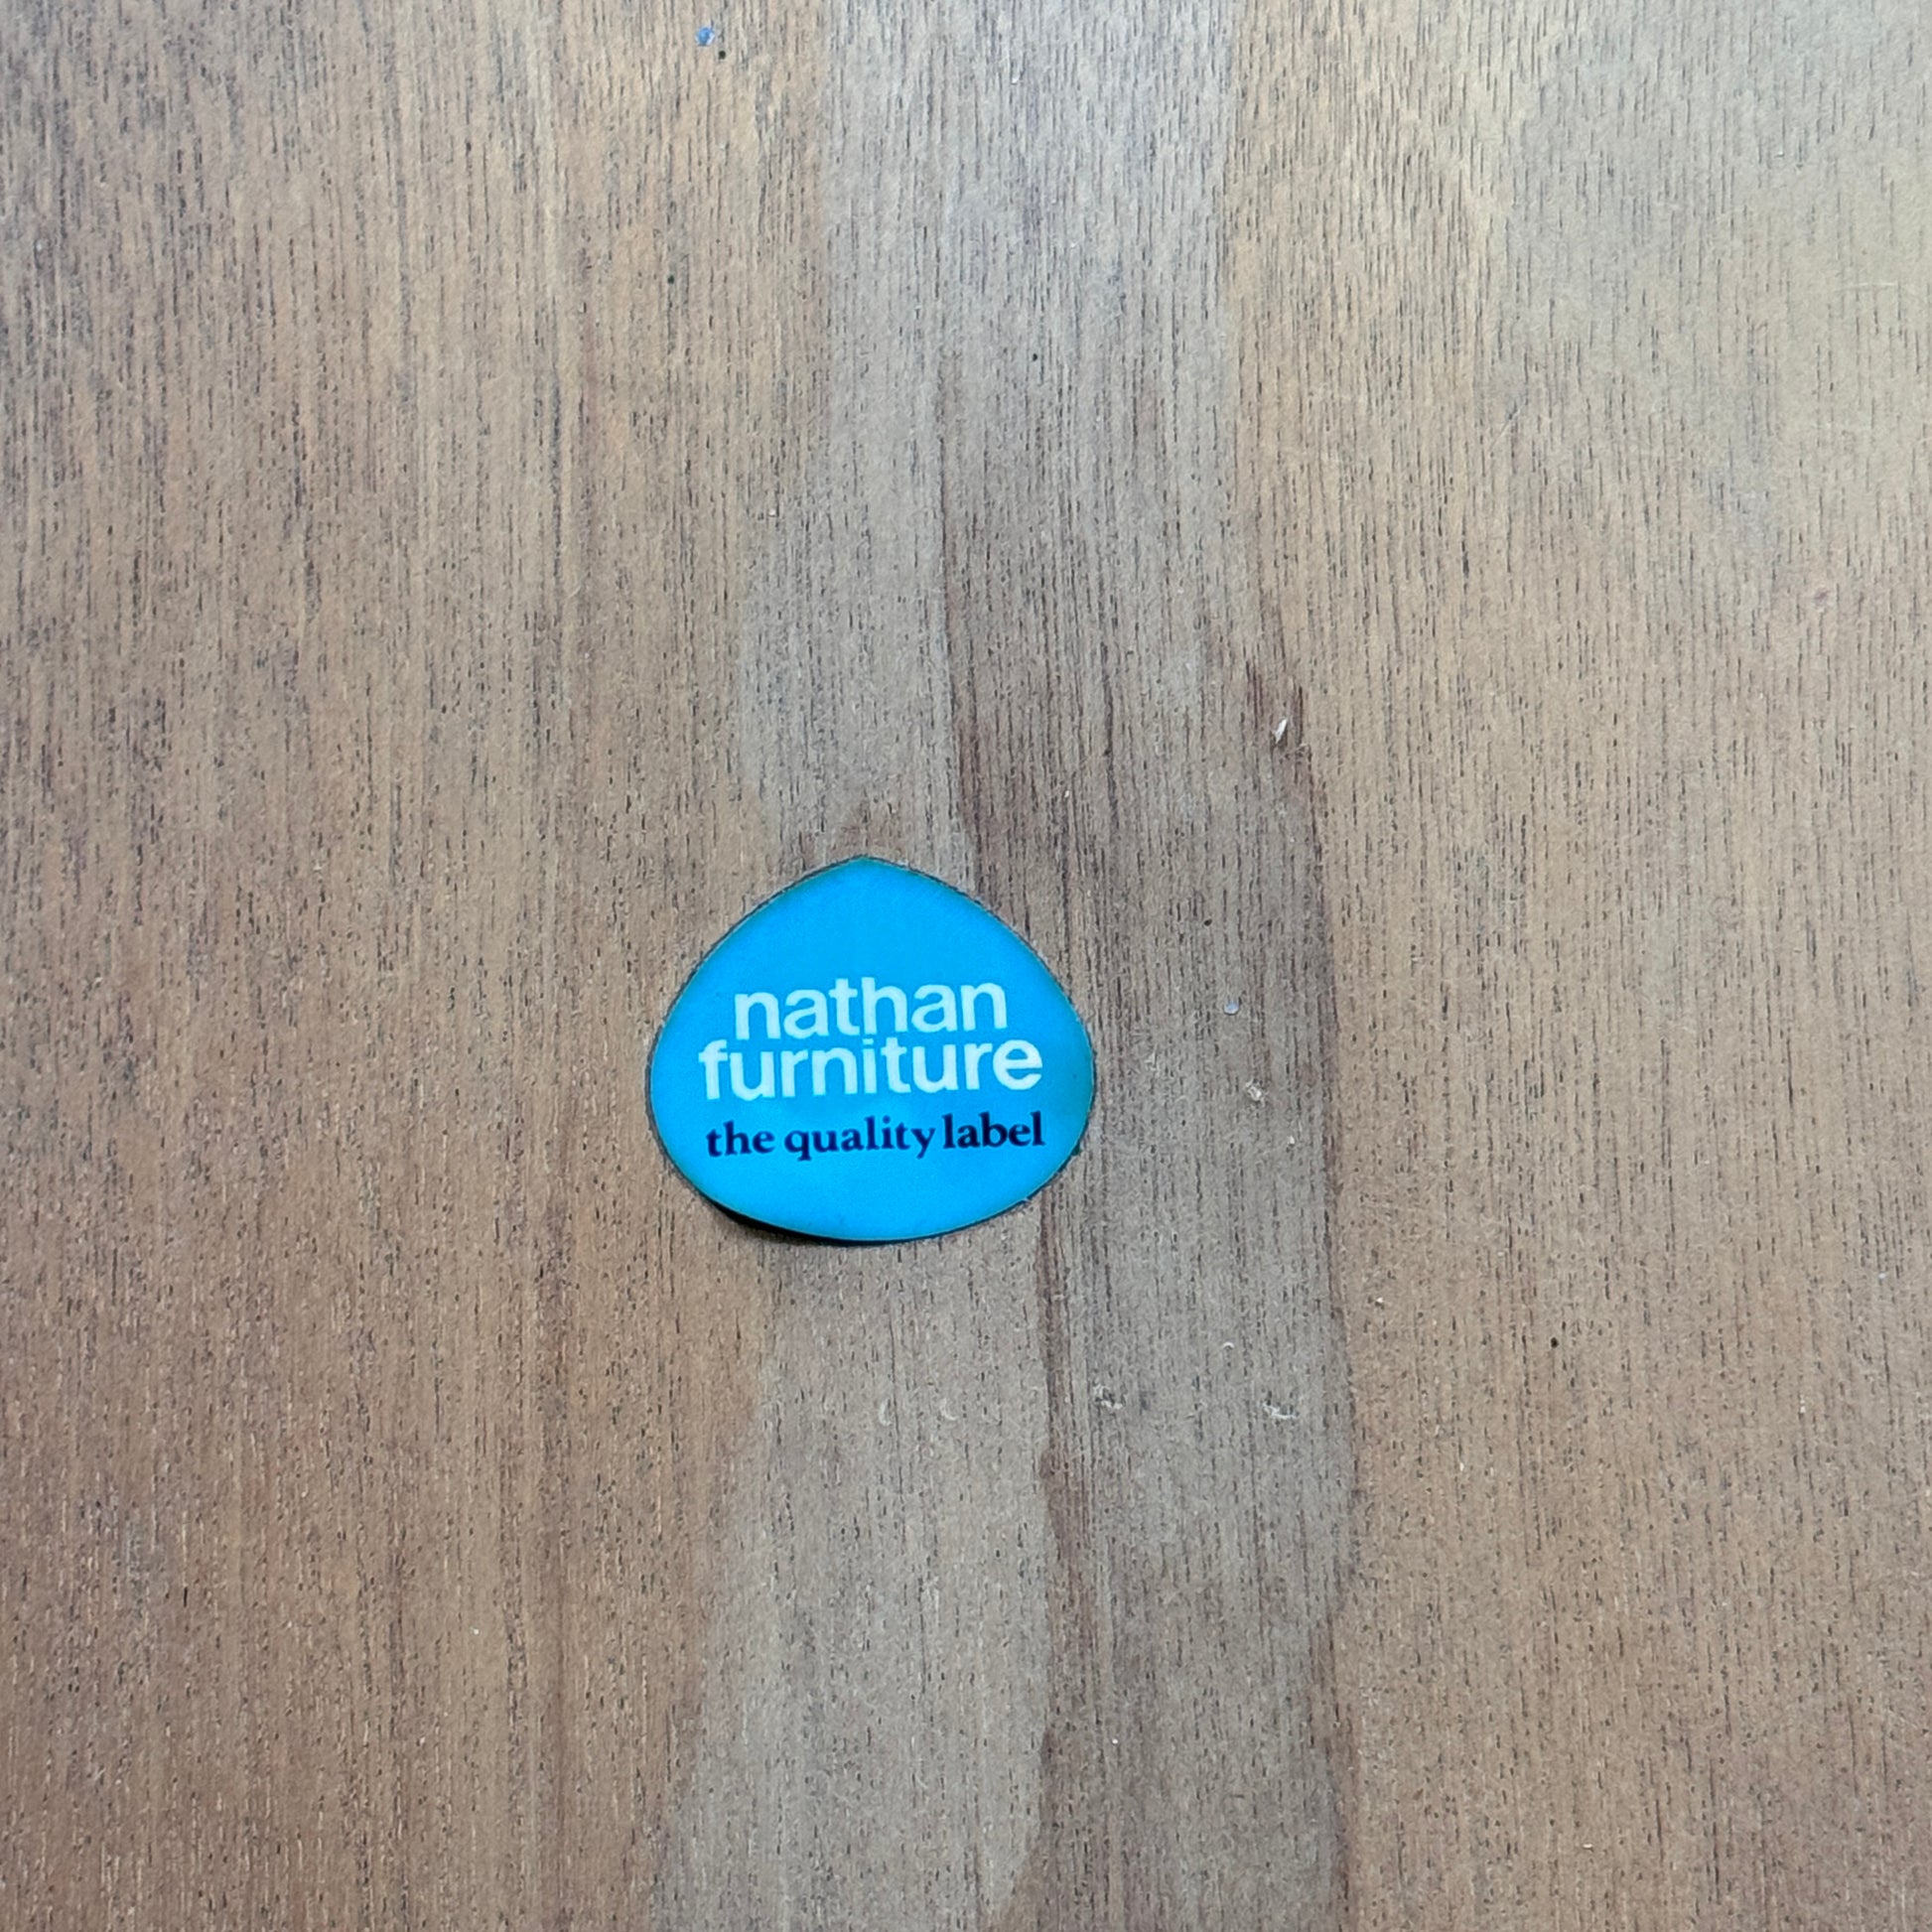 nathan
furniture
the quality label